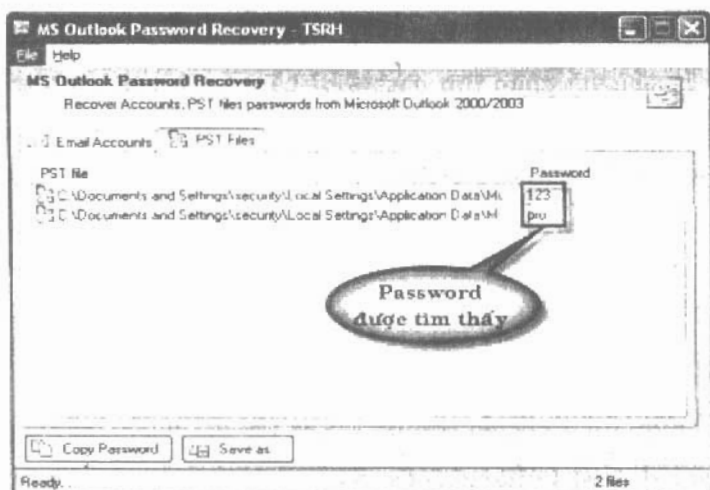 MS Outlook Password Recovery - TSRH
File Help
MS Outlook Password Recovery
Recover Accounts, PST files passwords from Microsoft Outlook 2000/2003
Email Accounts PST Files
PST file Password
C:\Documents and Settings\security\Local Settings\Application Data\Mi 123
C:\Documents and Settings\security\Local Settings\Application Data\M pro
Password
được tìm thấy
Copy Password Save as
Ready. 2 files